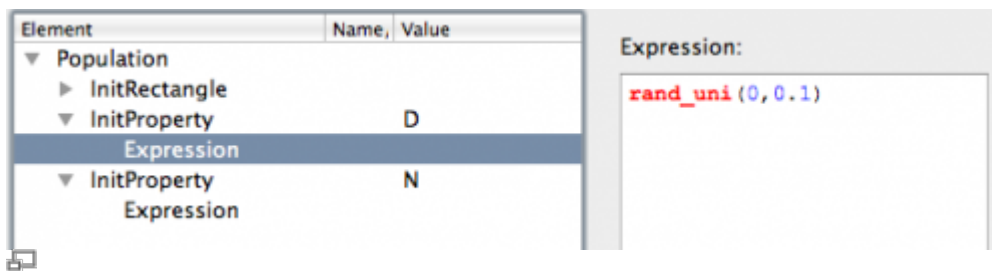 Element Name, Value
Population
InitRectangle
InitProperty D
Expression
InitProperty N
Expression
Expression:
rand_uni(0,0.1)